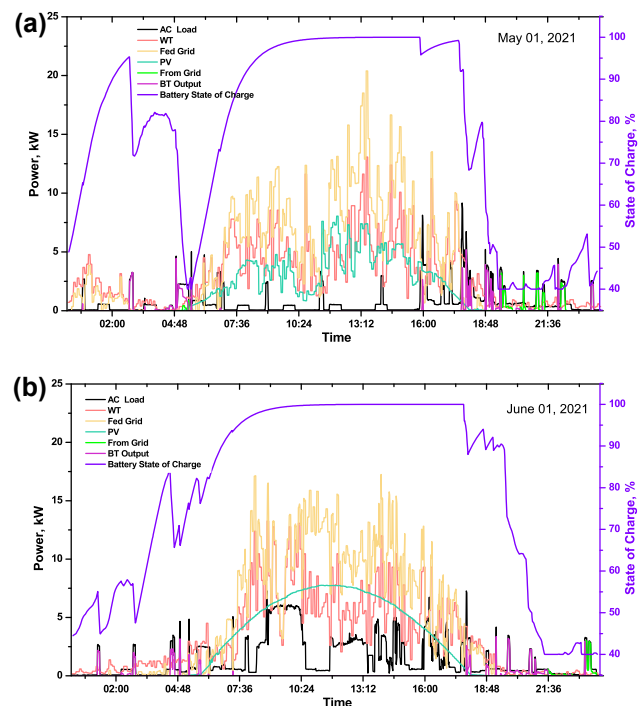 (a)
May 01, 2021
AC Load
WT
Fed Grid
PV
From Grid
BT Output
Battery State of Charge
Power, kW
25
20
15
10
5
0
State of Charge, %
100
90
80
70
60
50
40
02:00 04:48 07:36 10:24 13:12 16:00 18:48 21:36
Time
(b)
June 01, 2021
AC Load
WT
Fed Grid
PV
From Grid
BT Output
Battery State of Charge
Power, kW
25
20
15
10
5
0
State of Charge, %
100
90
80
70
60
50
40
02:00 04:48 07:36 10:24 13:12 16:00 18:48 21:36
Time